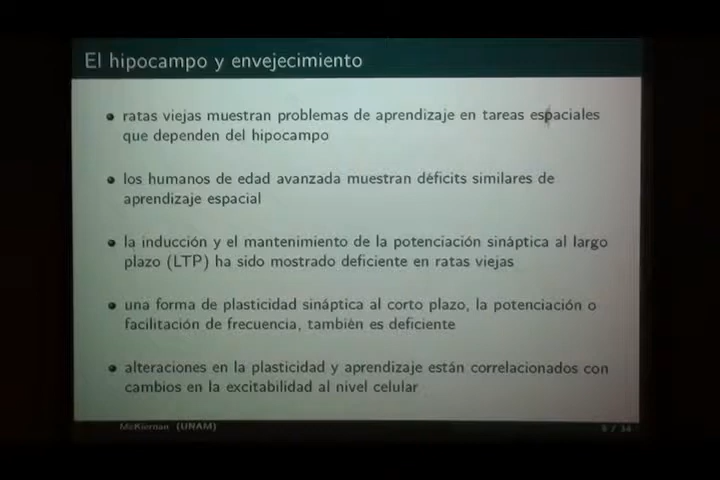 El hipocampo y envejecimiento
ratas viejas muestran problemas de aprendizaje en tareas espaciales
que dependen del hipocampo
los humanos de edad avanzada muestran déficits similares de
aprendizaje espacial
la inducción y el mantenimiento de la potenciación sináptica al largo
plazo (LTP) ha sido mostrado deficiente en ratas viejas
una forma de plasticidad sináptica al corto plazo, la potenciación o
facilitación de frecuencia, también es deficiente
alteraciones en la plasticidad y aprendizaje están correlacionados con
cambios en la excitabilidad al nivel celular
McKiernan (UNAM)